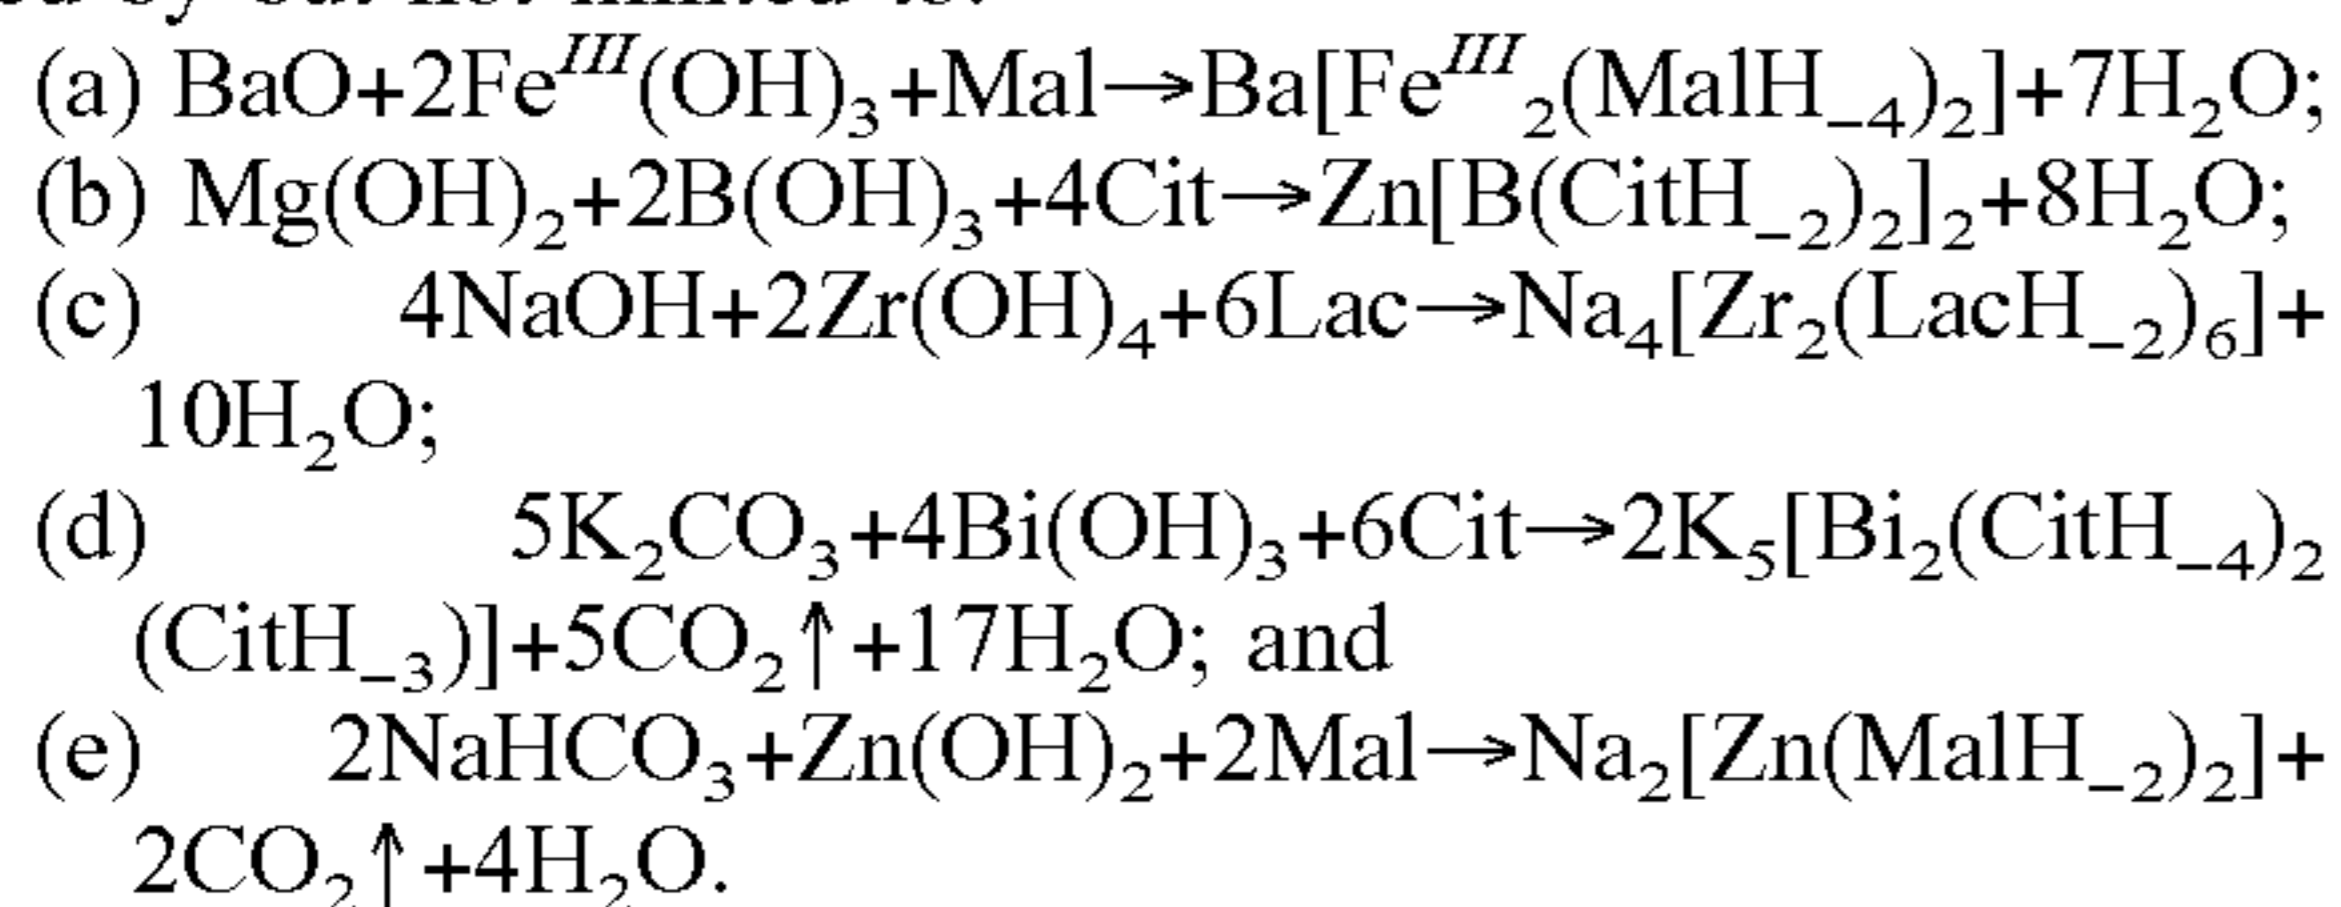 (a) BaO+2Fe^III(OH)₃+Mal→Ba[Fe^III₂(MalH₋₄)₂]+7H₂O;
(b) Mg(OH)₂+2B(OH)₃+4Cit→Zn[B(CitH₋₂)₂]₂+8H₂O;
(c) 4NaOH+2Zr(OH)₄+6Lac→Na₄[Zr₂(LacH₋₂)₆]+
10H₂O;
(d) 5K₂CO₃+4Bi(OH)₃+6Cit→2K₅[Bi₂(CitH₋₄)₂
(CitH₋₃)]+5CO₂↑+17H₂O; and
(e) 2NaHCO₃+Zn(OH)₂+2Mal→Na₂[Zn(MalH₋₂)₂]+
2CO₂↑+4H₂O.